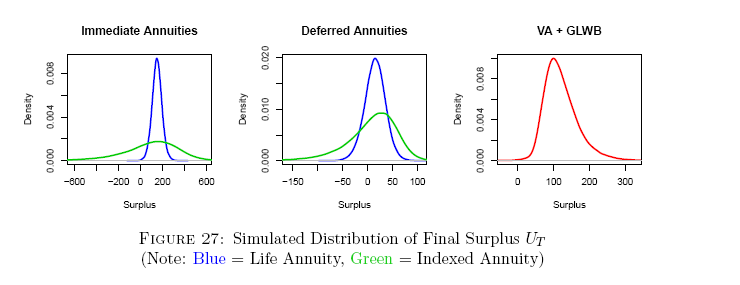 Immediate Annuities
Deferred Annuities
VA + GLWB
Density
0.000 0.004 0.008
−800 −200 0 200 600
Surplus
Density
0.000 0.010 0.020
−150 −50 0 50 100
Surplus
Density
0.000 0.004 0.008
0 100 200 300
Surplus
Figure 27: Simulated Distribution of Final Surplus U_T
(Note: Blue = Life Annuity, Green = Indexed Annuity)